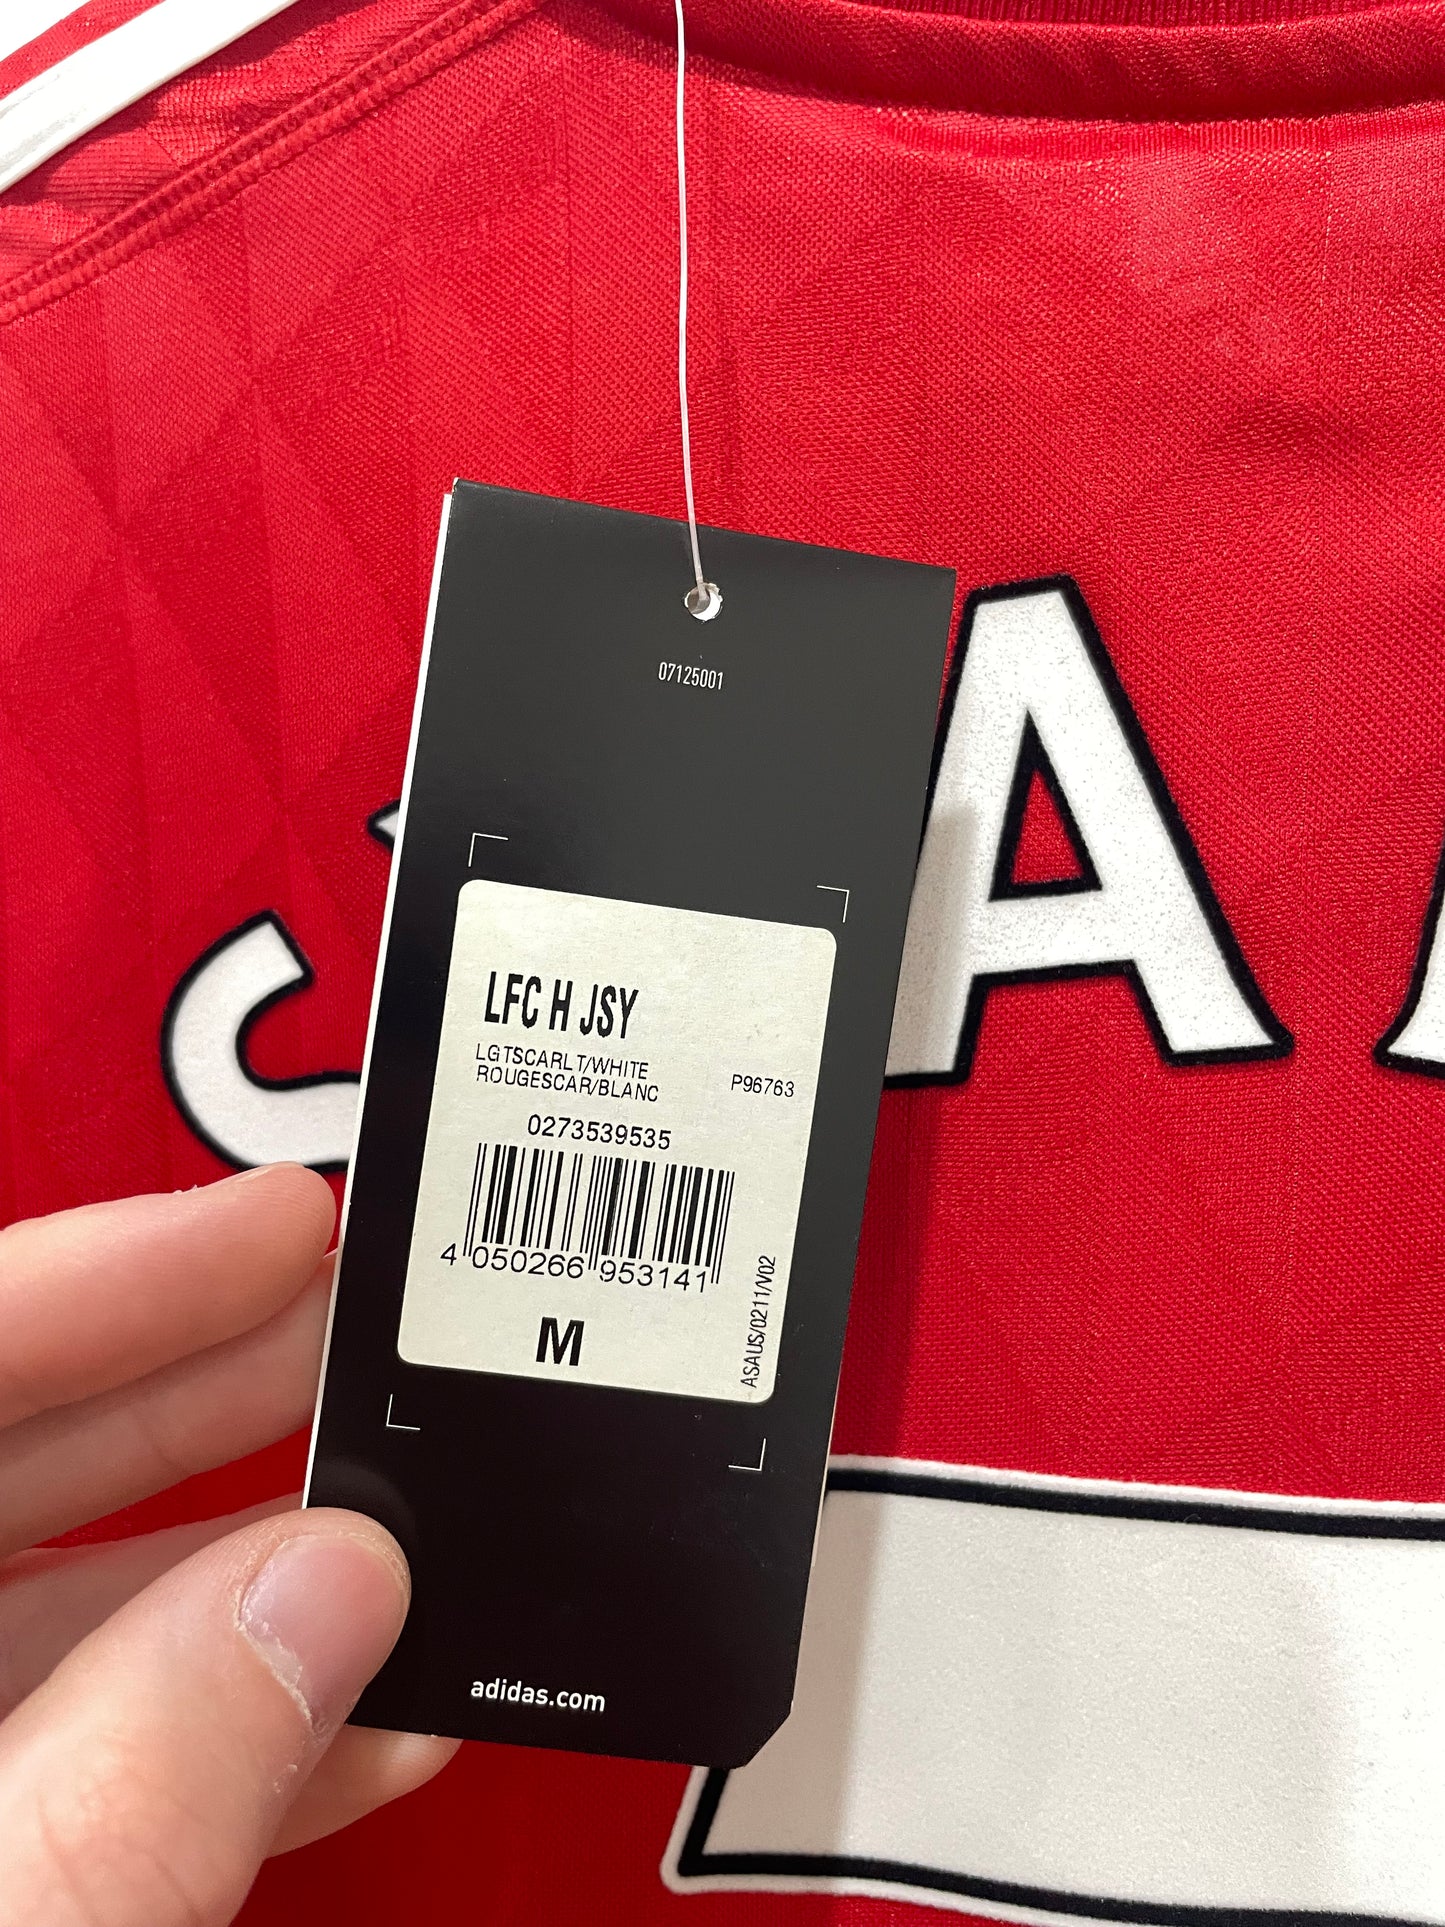 07125001
LFC H JSY
LGTSCARLT/WHITE
ROUGESCAR/BLANC
P96763
0273539535
4 050266 953141
M
ASAUS/0211/V02
adidas.com